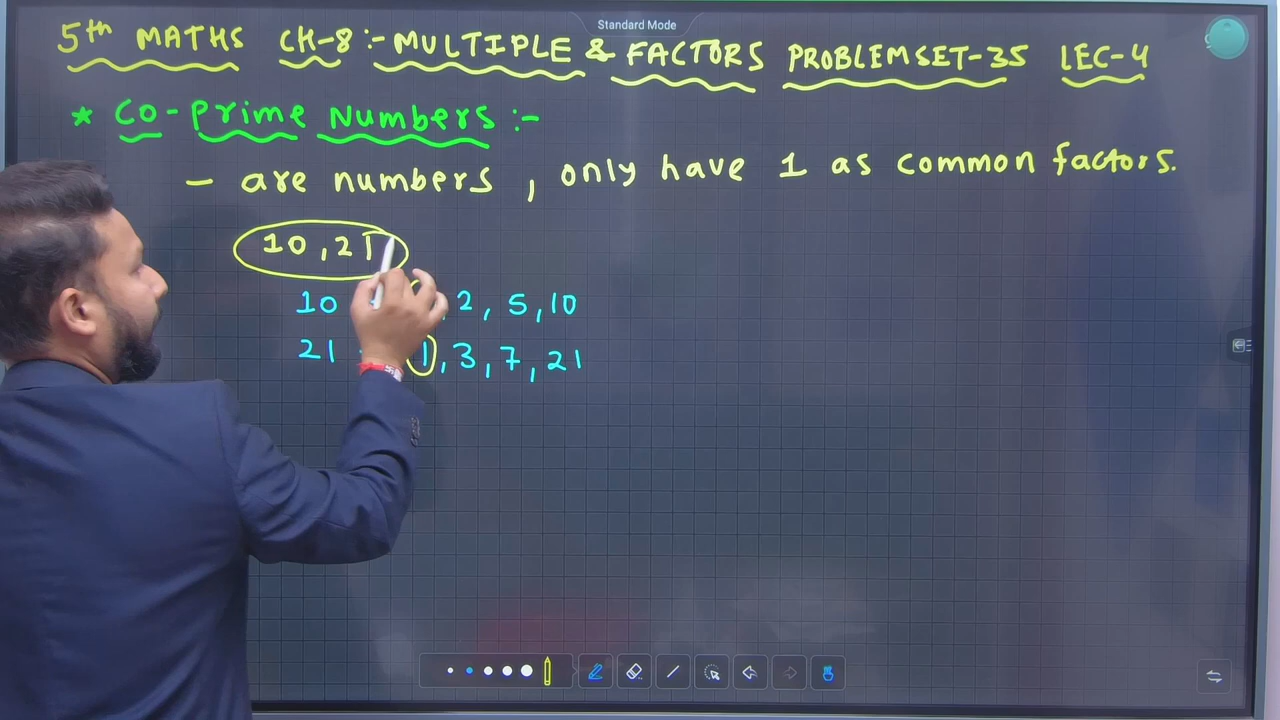 Standard Mode
5th MATHS CH-8:- MULTIPLE & FACTORS PROBLEMSET-35 LEC-4
* Co-Prime Numbers :-
- are numbers , only have 1 as common factors.
10 , 21
10 , 2 , 5 , 10
21 1 , 3 , 7 , 21